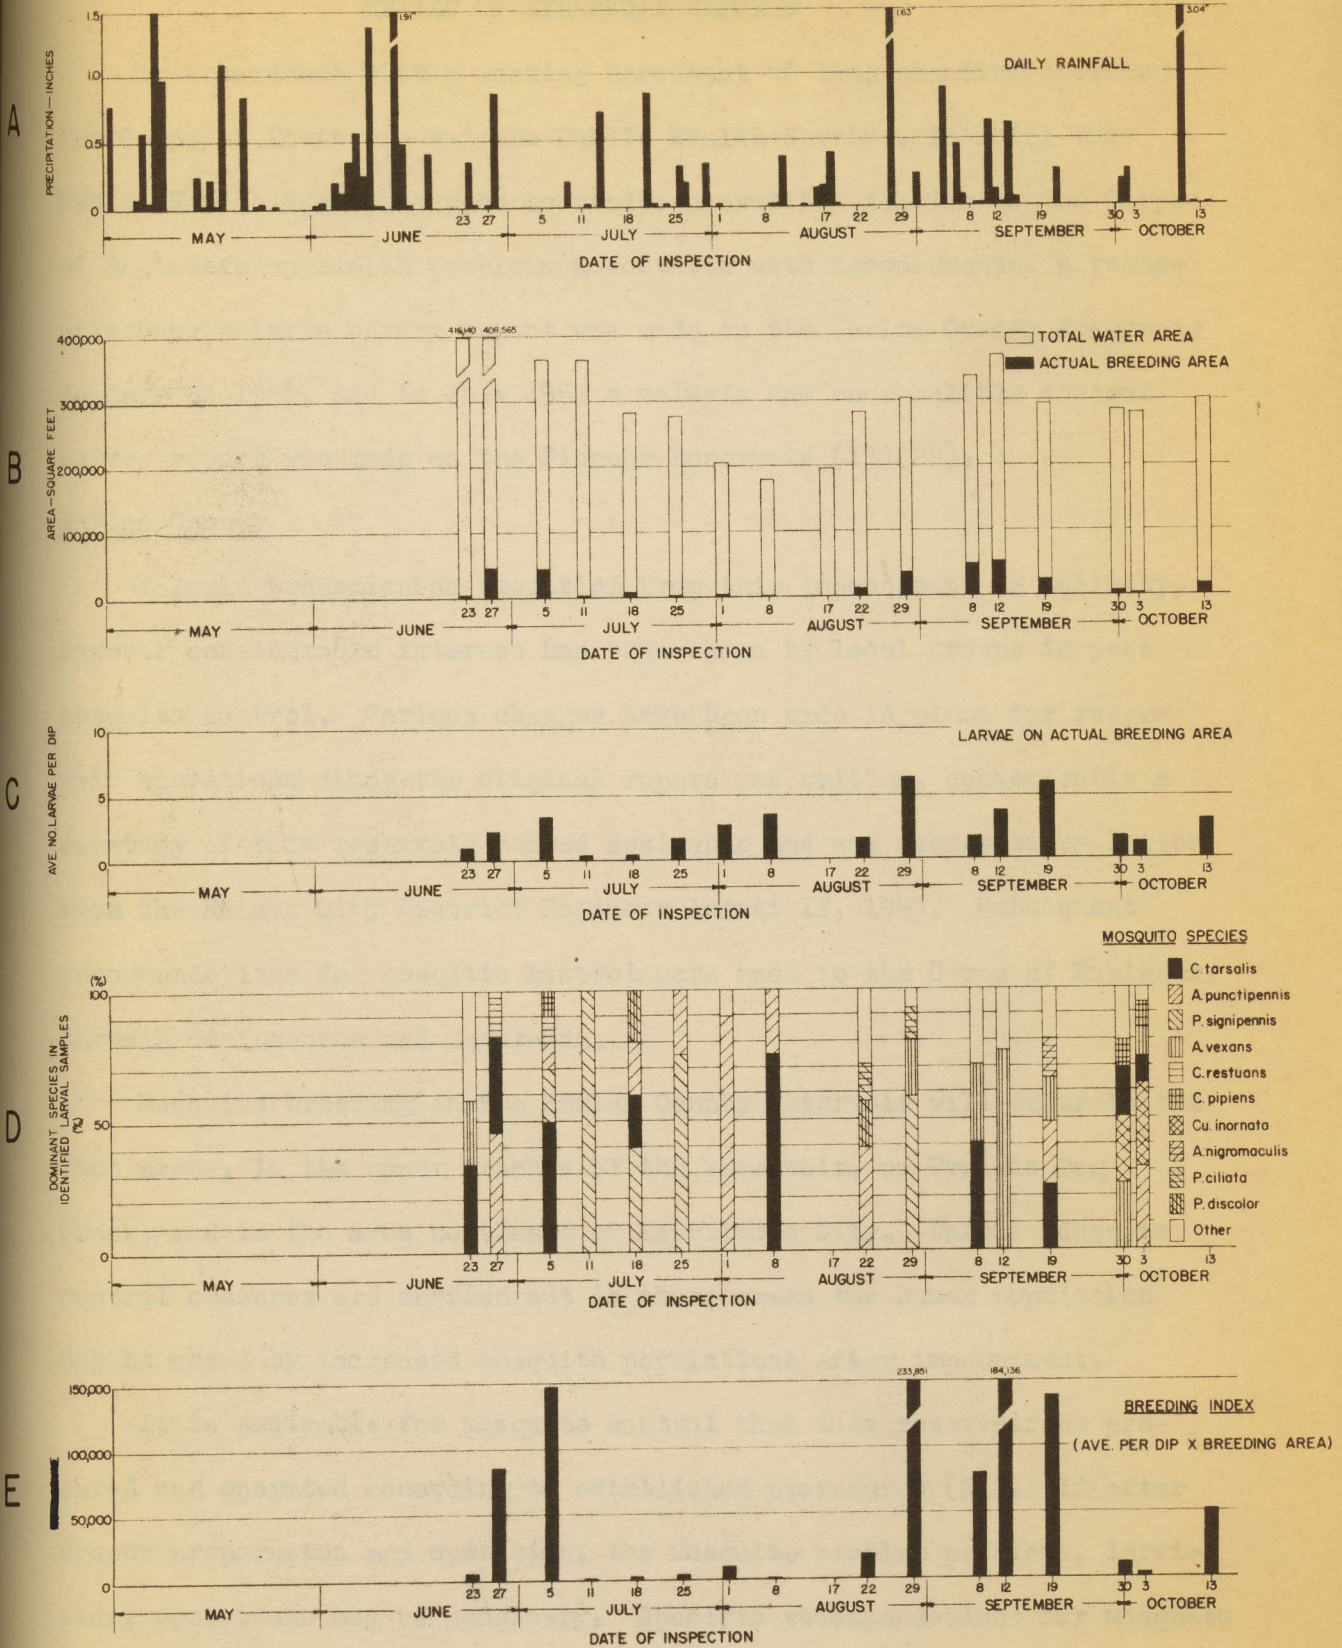 A
PRECIPITATION—INCHES
1.5
1.0
0.5
0
1.91"
1.63"
3.04"
DAILY RAINFALL
23 27 5 11 18 25 1 8 17 22 29 8 12 19 30 3 13
MAY JUNE JULY AUGUST SEPTEMBER OCTOBER
DATE OF INSPECTION
B
AREA—SQUARE FEET
416,140 408,565
400,000
300,000
200,000
100,000
0
TOTAL WATER AREA
ACTUAL BREEDING AREA
23 27 5 11 18 25 1 8 17 22 29 8 12 19 30 3 13
MAY JUNE JULY AUGUST SEPTEMBER OCTOBER
DATE OF INSPECTION
C
AVE. NO. LARVAE PER DIP
10
5
0
LARVAE ON ACTUAL BREEDING AREA
23 27 5 11 18 25 1 8 17 22 29 8 12 19 30 3 13
MAY JUNE JULY AUGUST SEPTEMBER OCTOBER
DATE OF INSPECTION
D
DOMINANT SPECIES IN
IDENTIFIED LARVAL SAMPLES
(%)
(%)
100
50
0
MOSQUITO SPECIES
C. tarsalis
A. punctipennis
P. signipennis
A. vexans
C. restuans
C. pipiens
Cu. inornata
A. nigromaculis
P. ciliata
P. discolor
Other
23 27 5 11 18 25 1 8 17 22 29 8 12 19 30 3 13
MAY JUNE JULY AUGUST SEPTEMBER OCTOBER
DATE OF INSPECTION
E
150,000
100,000
50,000
0
233,851
184,136
BREEDING INDEX
(AVE. PER DIP X BREEDING AREA)
23 27 5 11 18 25 1 8 17 22 29 8 12 19 30 3 13
MAY JUNE JULY AUGUST SEPTEMBER OCTOBER
DATE OF INSPECTION